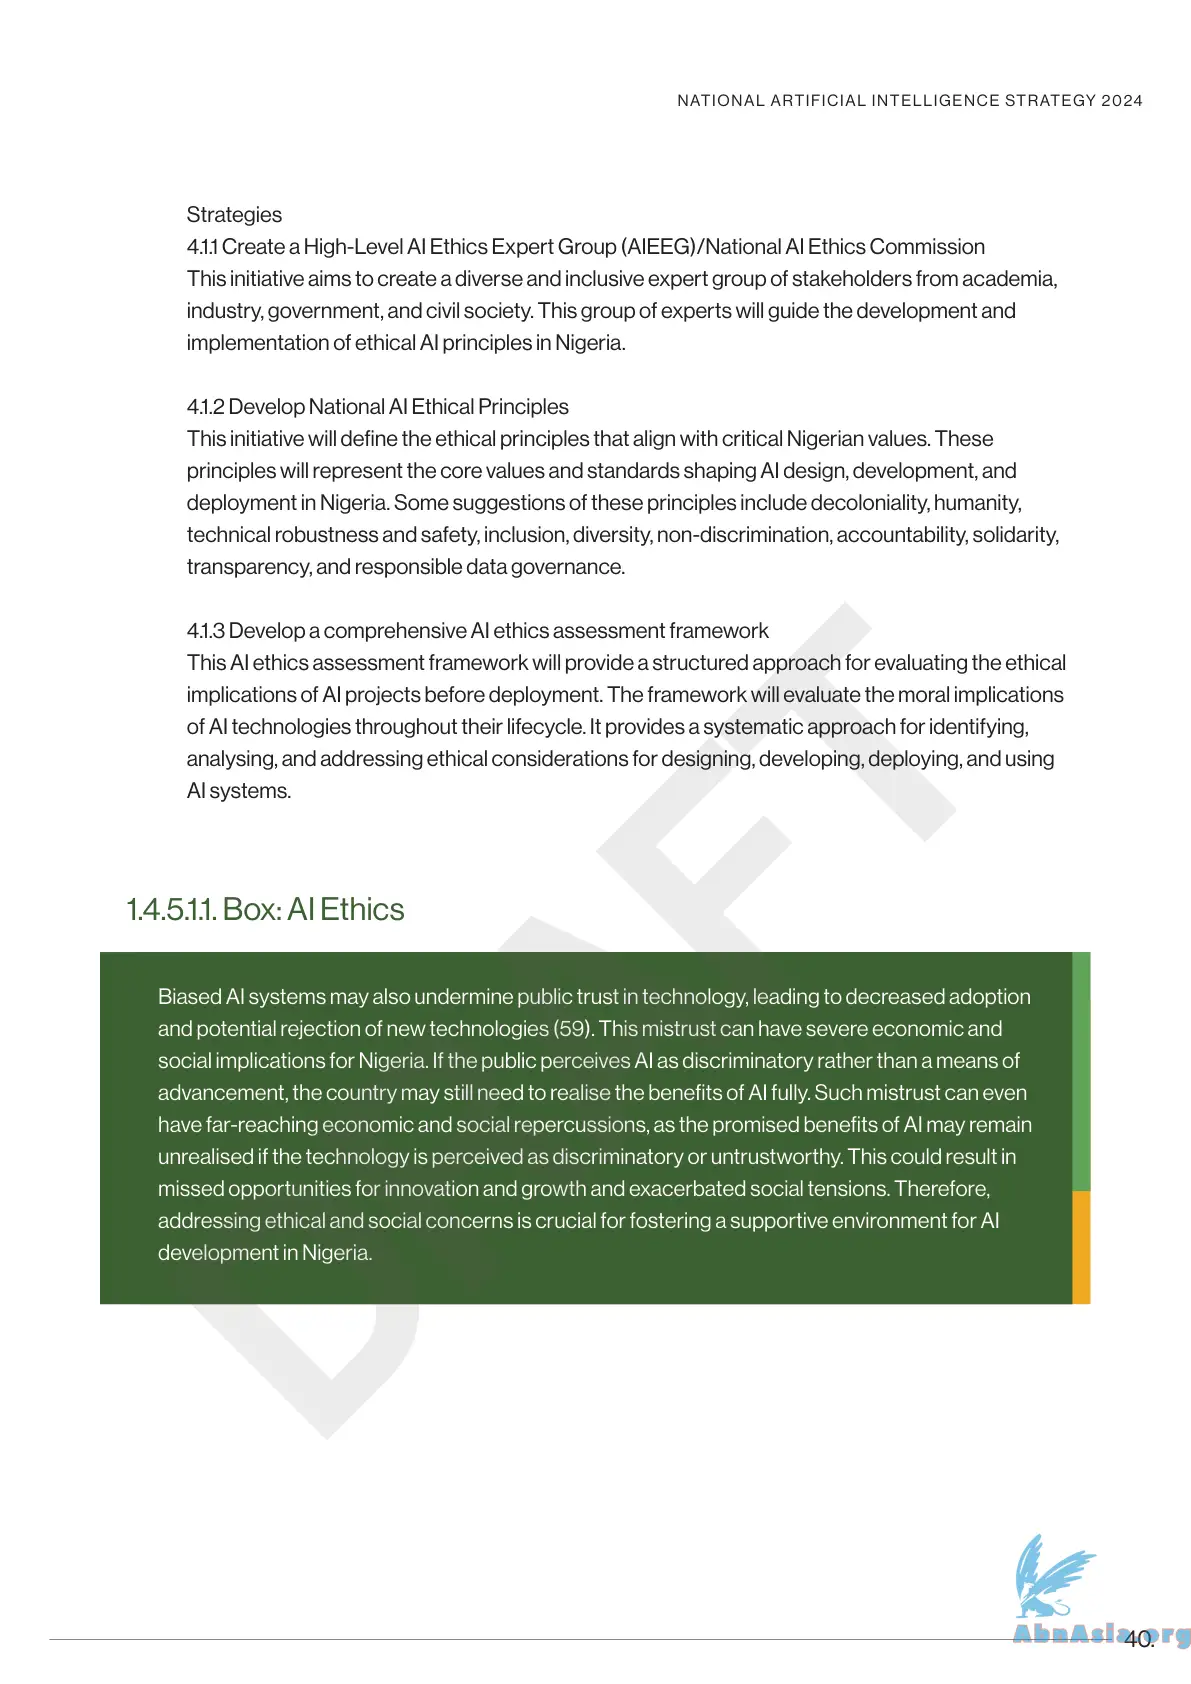 NATIONAL ARTIFICIAL INTELLIGENCE STRATEGY 2024
Strategies
4.1.1 Create a High-Level AI Ethics Expert Group (AIEEG)/National AI Ethics Commission
This initiative aims to create a diverse and inclusive expert group of stakeholders from academia,
industry, government, and civil society. This group of experts will guide the development and
implementation of ethical AI principles in Nigeria.
4.1.2 Develop National AI Ethical Principles
This initiative will define the ethical principles that align with critical Nigerian values. These
principles will represent the core values and standards shaping AI design, development, and
deployment in Nigeria. Some suggestions of these principles include decoloniality, humanity,
technical robustness and safety, inclusion, diversity, non-discrimination, accountability, solidarity,
transparency, and responsible data governance.
4.1.3 Develop a comprehensive AI ethics assessment framework
This AI ethics assessment framework will provide a structured approach for evaluating the ethical
implications of AI projects before deployment. The framework will evaluate the moral implications
of AI technologies throughout their lifecycle. It provides a systematic approach for identifying,
analysing, and addressing ethical considerations for designing, developing, deploying, and using
AI systems.
1.4.5.1.1. Box: AI Ethics
Biased AI systems may also undermine public trust in technology, leading to decreased adoption
and potential rejection of new technologies (59). This mistrust can have severe economic and
social implications for Nigeria. If the public perceives AI as discriminatory rather than a means of
advancement, the country may still need to realise the benefits of AI fully. Such mistrust can even
have far-reaching economic and social repercussions, as the promised benefits of AI may remain
unrealised if the technology is perceived as discriminatory or untrustworthy. This could result in
missed opportunities for innovation and growth and exacerbated social tensions. Therefore,
addressing ethical and social concerns is crucial for fostering a supportive environment for AI
development in Nigeria.
DRAFT
AbnAsia.org
40.